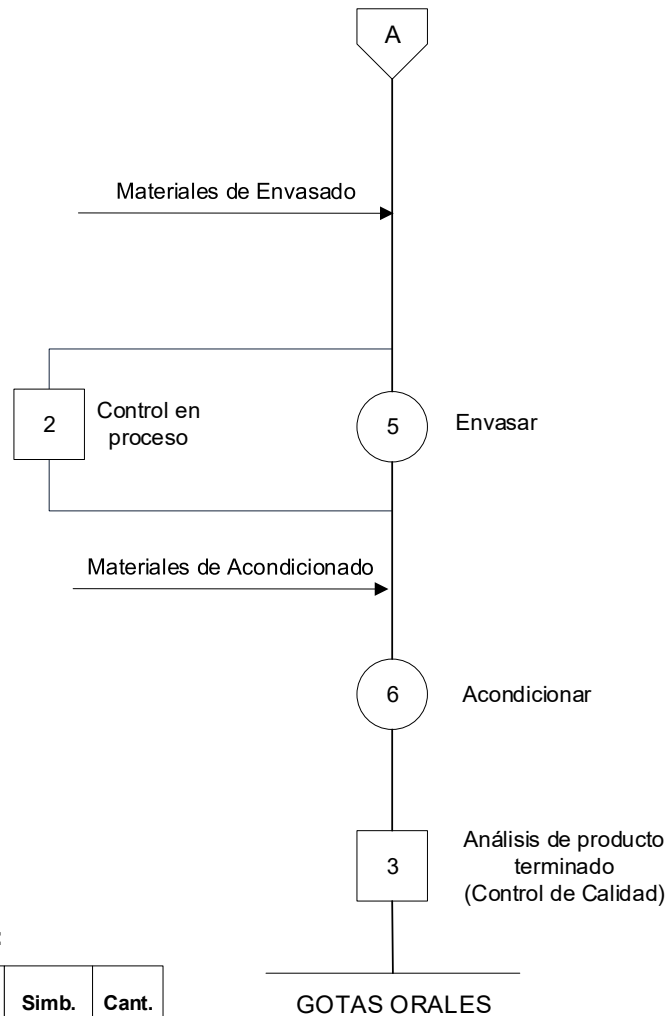 A
Materiales de Envasado
2
Control en
proceso
5
Envasar
Materiales de Acondicionado
6
Acondicionar
3
Análisis de producto
terminado
(Control de Calidad)
Simb.
Cant.
GOTAS ORALES